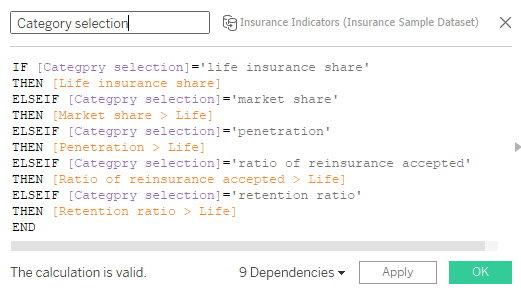 Category selection
Insurance Indicators (Insurance Sample Dataset)
IF [Categpry selection]='life insurance share'
THEN [Life insurance share]
ELSEIF [Categpry selection]='market share'
THEN [Market share > Life]
ELSEIF [Categpry selection]='penetration'
THEN [Penetration > Life]
ELSEIF [Categpry selection]='ratio of reinsurance accepted'
THEN [Ratio of reinsurance accepted > Life]
ELSEIF [Categpry selection]='retention ratio'
THEN [Retention ratio > Life]
END
The calculation is valid.
9 Dependencies
Apply
OK